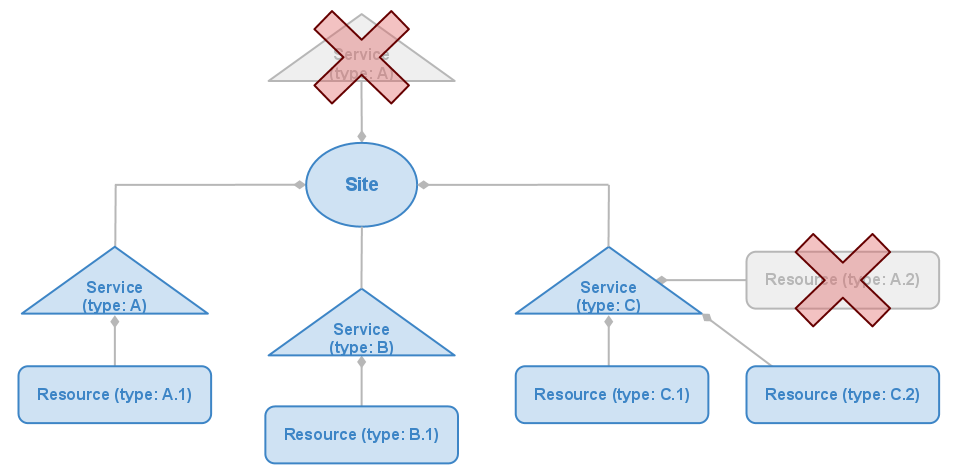 Service
(type: A)
Site
Service
(type: A)
Resource (type: A.1)
Service
(type: B)
Resource (type: B.1)
Service
(type: C)
Resource (type: A.2)
Resource (type: C.1)
Resource (type: C.2)